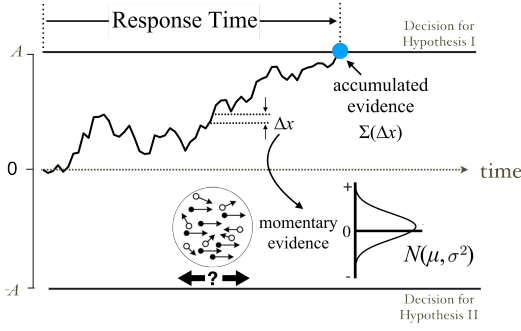 Response Time
A
Decision for
Hypothesis I
accumulated
evidence
Σ(Δx)
Δx
0
time
momentary
evidence
+
0
-
N(μ,σ²)
?
-A
Decision for
Hypothesis II